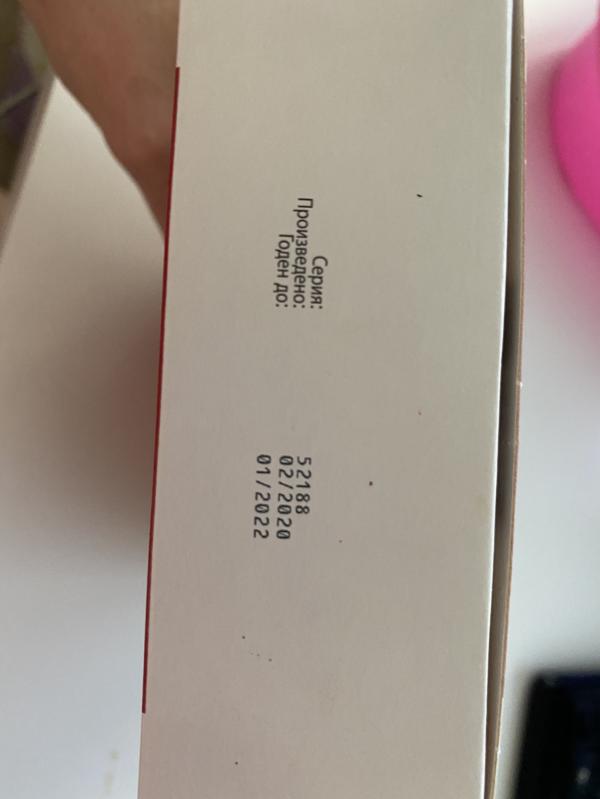 Серия:
Произведено:
Годен до:
52188
02/2020
01/2022